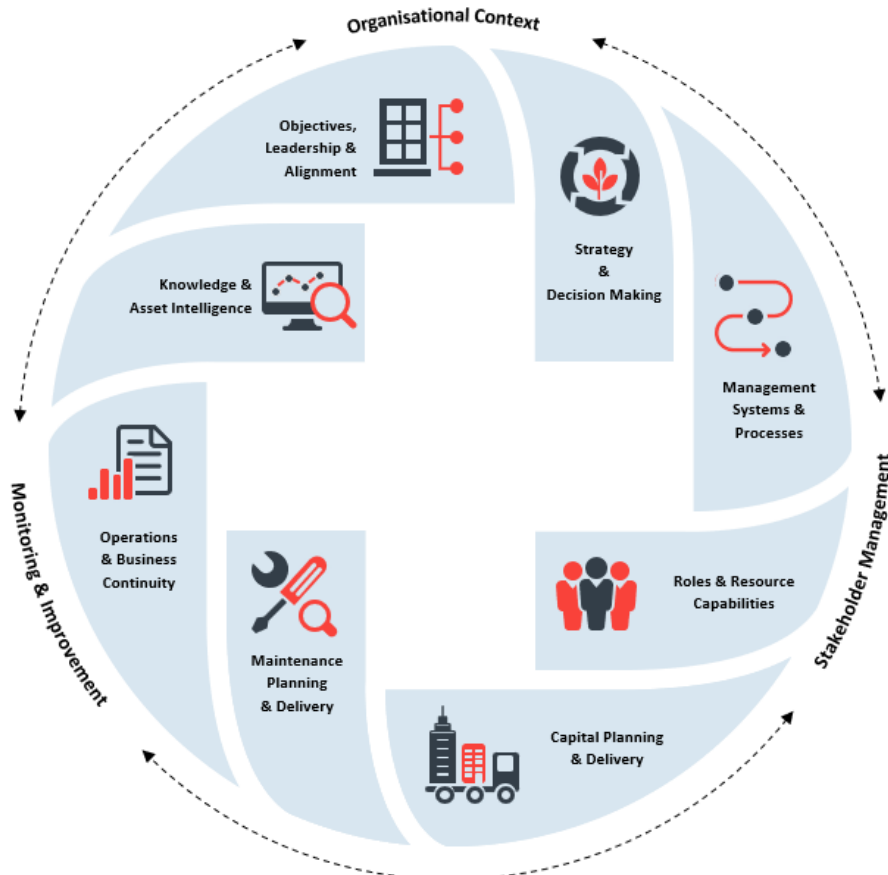 Organisational Context
Objectives,
Leadership &
Alignment
Strategy
&
Decision Making
Knowledge &
Asset Intelligence
Management
Systems &
Processes
Operations
& Business
Continuity
Maintenance
Planning
& Delivery
Roles & Resource
Capabilities
Capital Planning
& Delivery
Monitoring & Improvement
Stakeholder Management